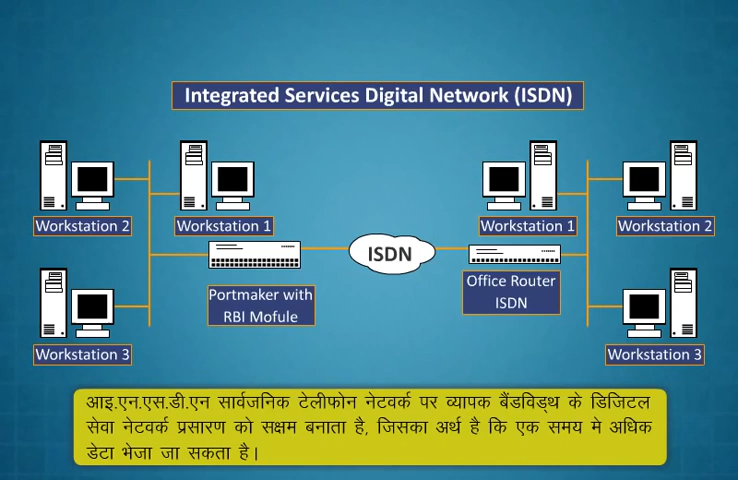 Integrated Services Digital Network (ISDN)
Workstation 2
Workstation 1
Workstation 1
Workstation 2
ISDN
Portmaker with
RBI Mofule
Office Router
ISDN
Workstation 3
Workstation 3
आइ.एन.एस.डी.एन सार्वजनिक टेलीफोन नेटवर्क पर व्यापक बैंडविड्थ के डिजिटल
सेवा नेटवर्क प्रसारण को सक्षम बनाता है, जिसका अर्थ है कि एक समय मे अधिक
डेटा भेजा जा सकता है।